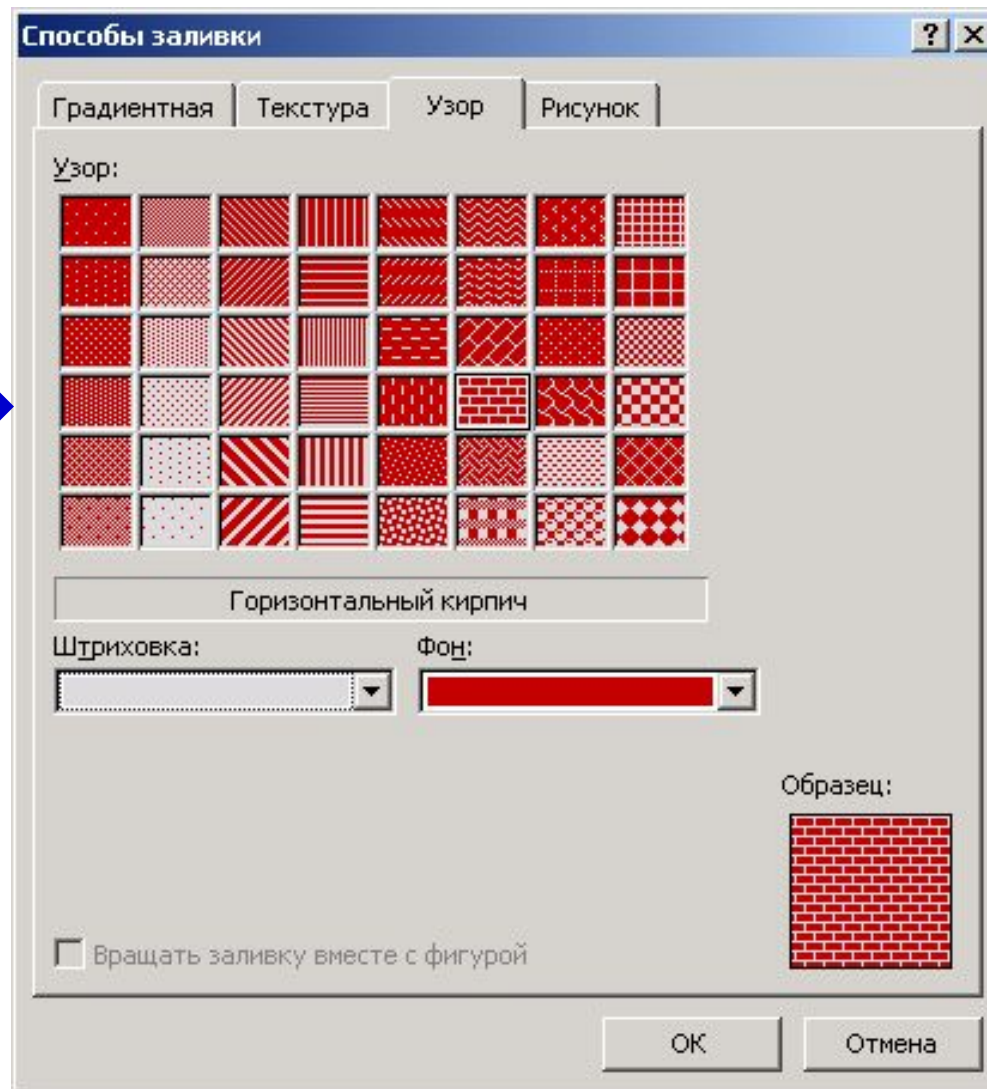 Способы заливки
Градиентная Текстура Узор Рисунок
Узор:
Горизонтальный кирпич
Штриховка: Фон:
Образец:
Вращать заливку вместе с фигурой
ОК Отмена